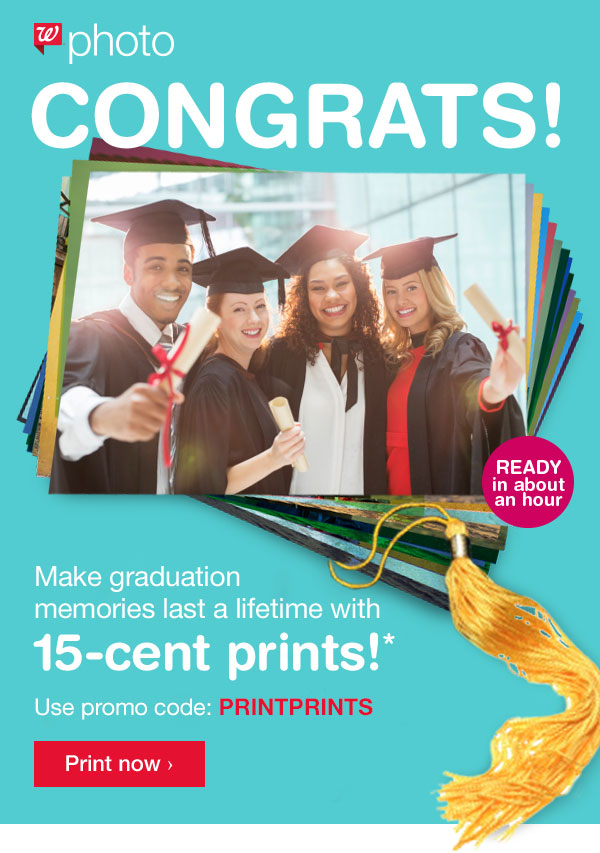 W photo
CONGRATS!
READY
in about
an hour
Make graduation
memories last a lifetime with
15-cent prints!*
Use promo code: PRINTPRINTS
Print now ›